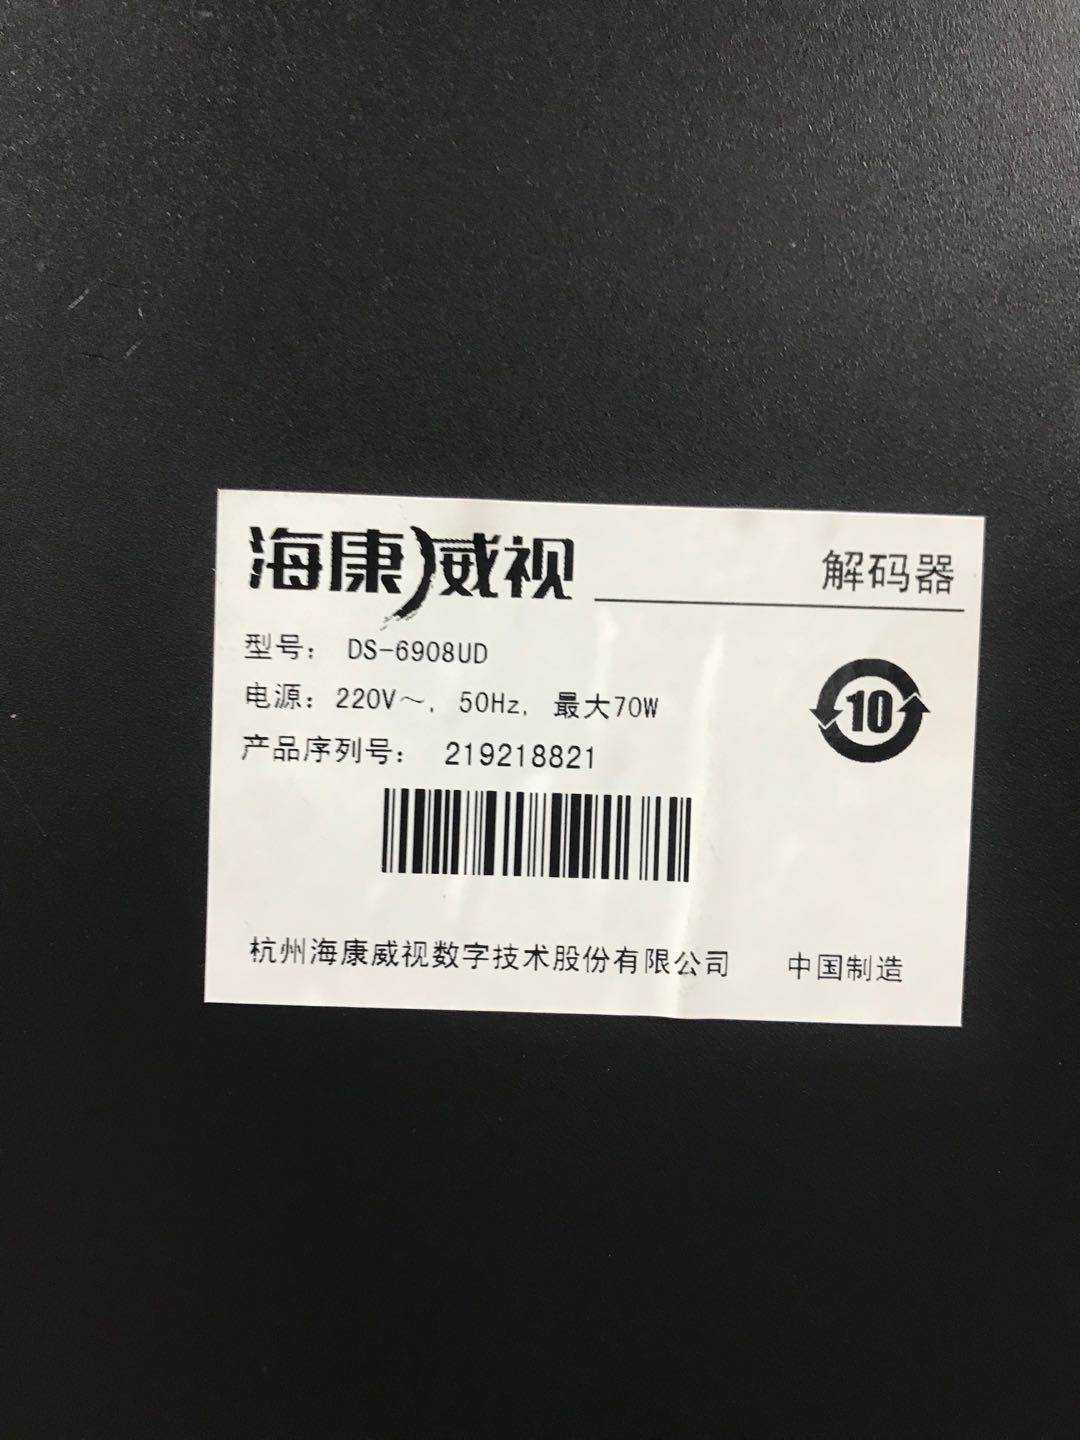 海康威视
解码器
型号: DS-6908UD
电源: 220V～, 50Hz, 最大70W
10
产品序列号: 219218821
杭州海康威视数字技术股份有限公司 中国制造